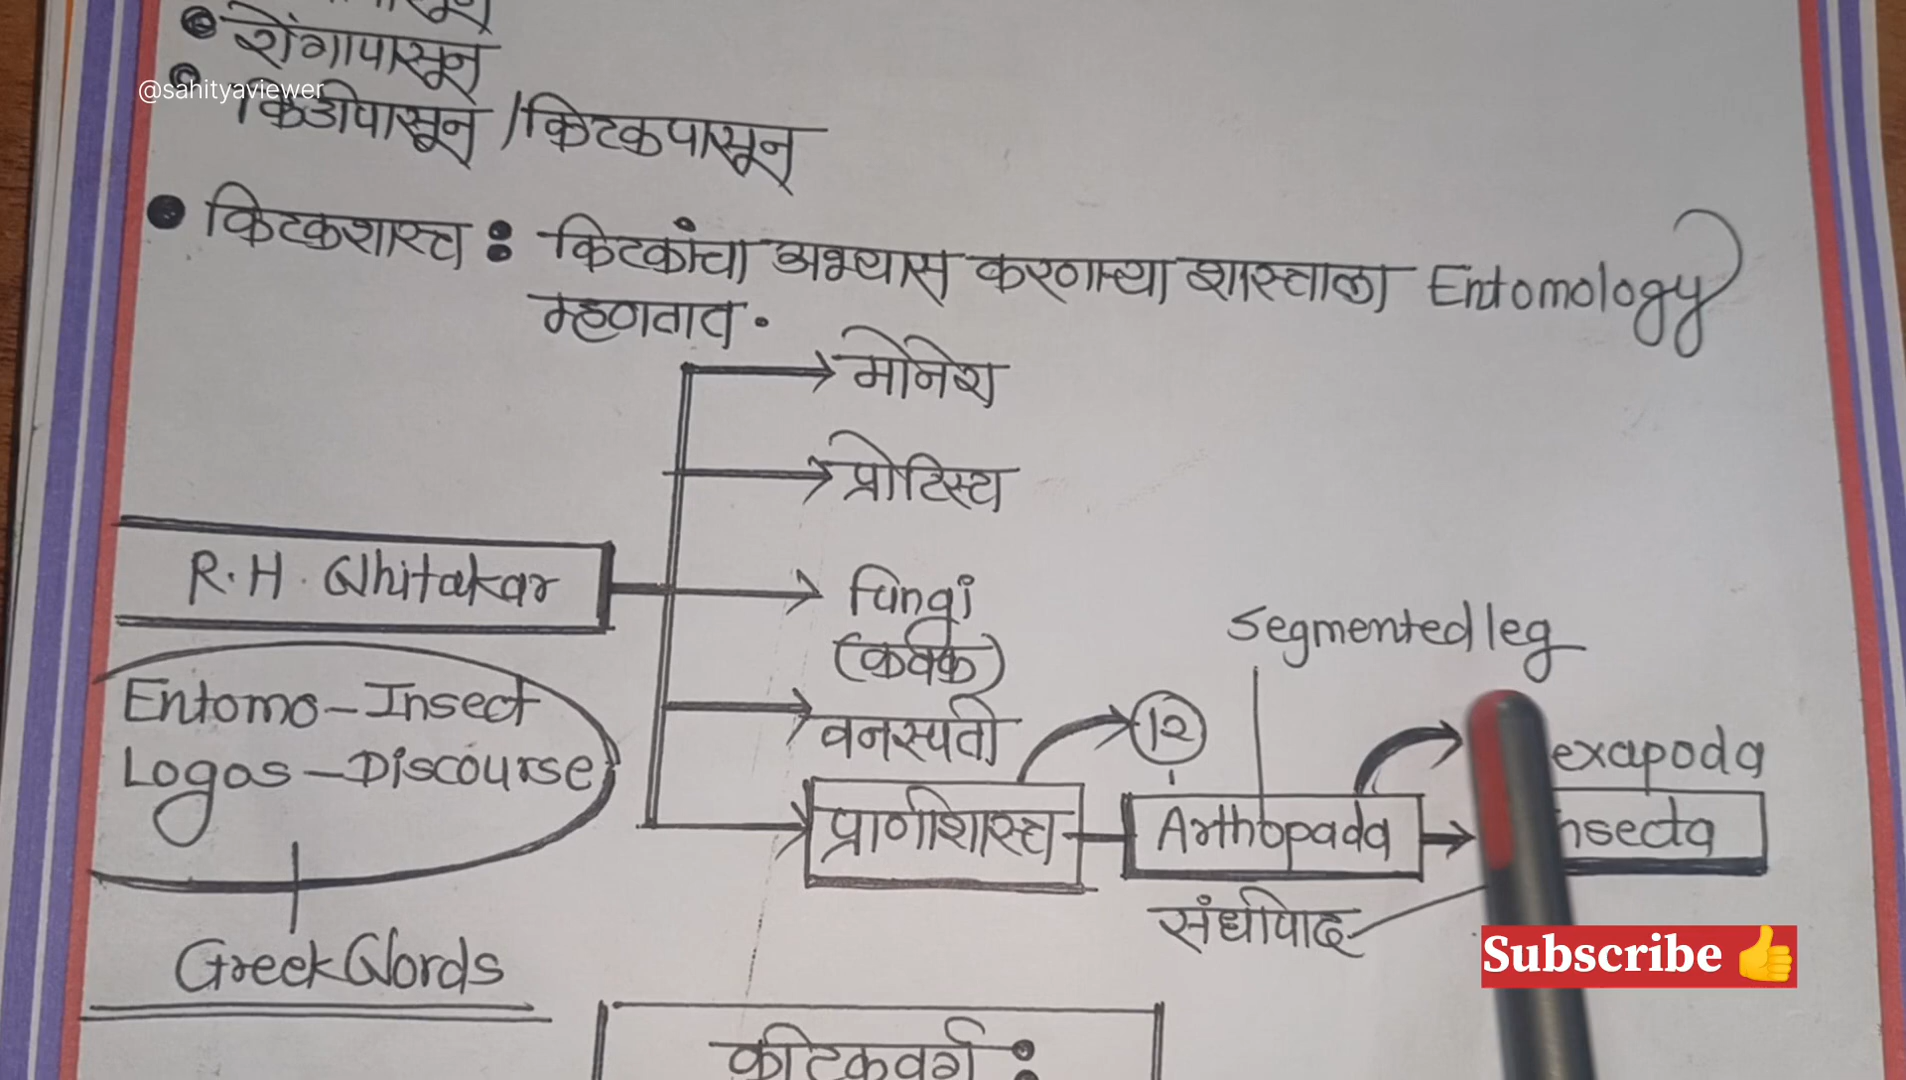 • रोगापासून
@sahityaviewer
• किडीपासून / किटकपासून
• किटकशास्त्र : किटकांचा अभ्यास करणाऱ्या शास्त्राला Entomology
म्हणतात.
मोनेरा
प्रोटिस्टा
R.H. Whitakar
Fungi
(कवक)
Segmented leg
Entomo - Insect
Logos - Discourse
वनस्पती
12
exapoda
प्राणीशास्त्र
Arthopada
nsecta
संधीपाद
Greek Words
Subscribe 👍
कीटकवर्ग :